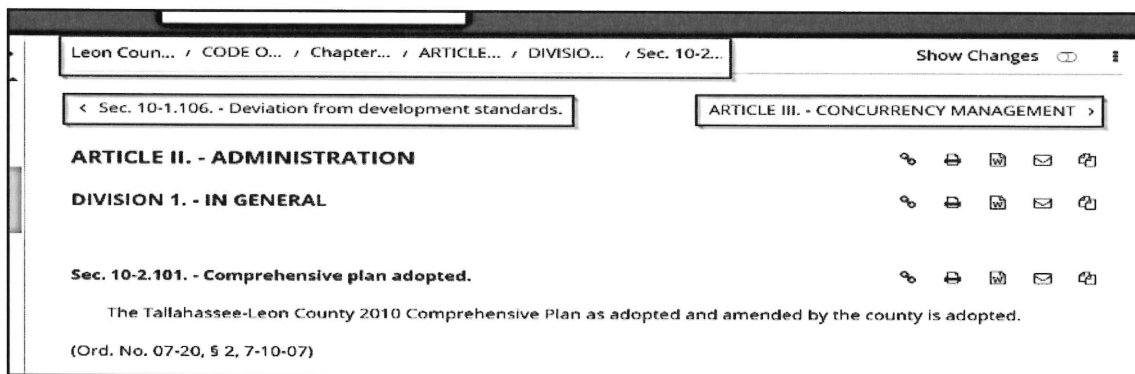 Leon Coun... / CODE O... / Chapter... / ARTICLE... / DIVISIO... / Sec. 10-2...
Show Changes
< Sec. 10-1.106. - Deviation from development standards.
ARTICLE III. - CONCURRENCY MANAGEMENT >
ARTICLE II. - ADMINISTRATION
DIVISION 1. - IN GENERAL
Sec. 10-2.101. - Comprehensive plan adopted.
The Tallahassee-Leon County 2010 Comprehensive Plan as adopted and amended by the county is adopted.
(Ord. No. 07-20, § 2, 7-10-07)